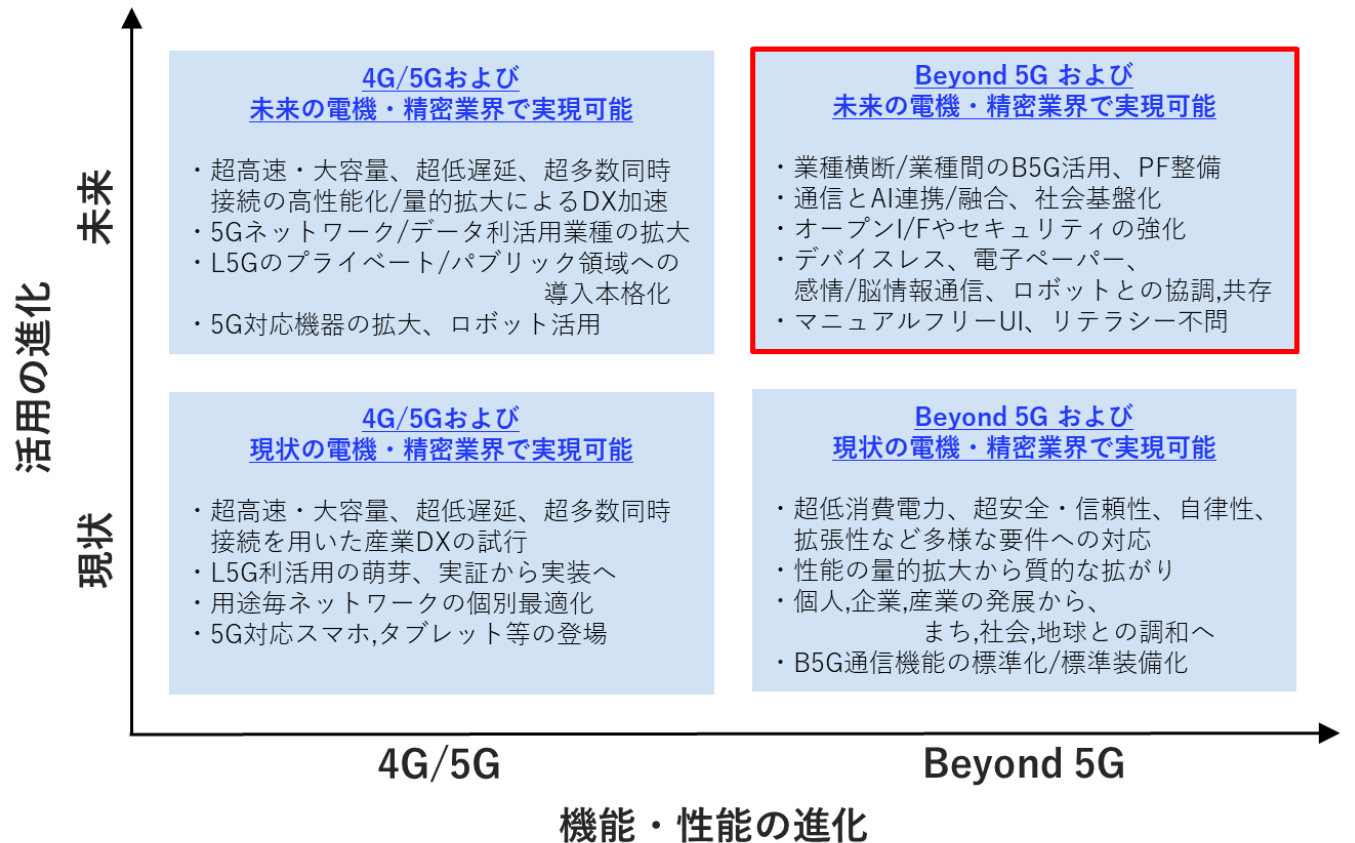 4G/5Gおよび
未来の電機・精密業界で実現可能
・超高速・大容量、超低遅延、超多数同時
接続の高性能化/量的拡大によるDX加速
・5Gネットワーク/データ利活用業種の拡大
・L5Gのプライベート/パブリック領域への
導入本格化
・5G対応機器の拡大、ロボット活用
Beyond 5G および
未来の電機・精密業界で実現可能
・業種横断/業種間のB5G活用、PF整備
・通信とAI連携/融合、社会基盤化
・オープンI/Fやセキュリティの強化
・デバイスレス、電子ペーパー、
感情/脳情報通信、ロボットとの協調,共存
・マニュアルフリーUI、リテラシー不問
4G/5Gおよび
現状の電機・精密業界で実現可能
・超高速・大容量、超低遅延、超多数同時
接続を用いた産業DXの試行
・L5G利活用の萌芽、実証から実装へ
・用途毎ネットワークの個別最適化
・5G対応スマホ,タブレット等の登場
Beyond 5G および
現状の電機・精密業界で実現可能
・超低消費電力、超安全・信頼性、自律性、
拡張性など多様な要件への対応
・性能の量的拡大から質的な拡がり
・個人,企業,産業の発展から、
まち,社会,地球との調和へ
・B5G通信機能の標準化/標準装備化
活用の進化
未来
現状
4G/5G
Beyond 5G
機能・性能の進化